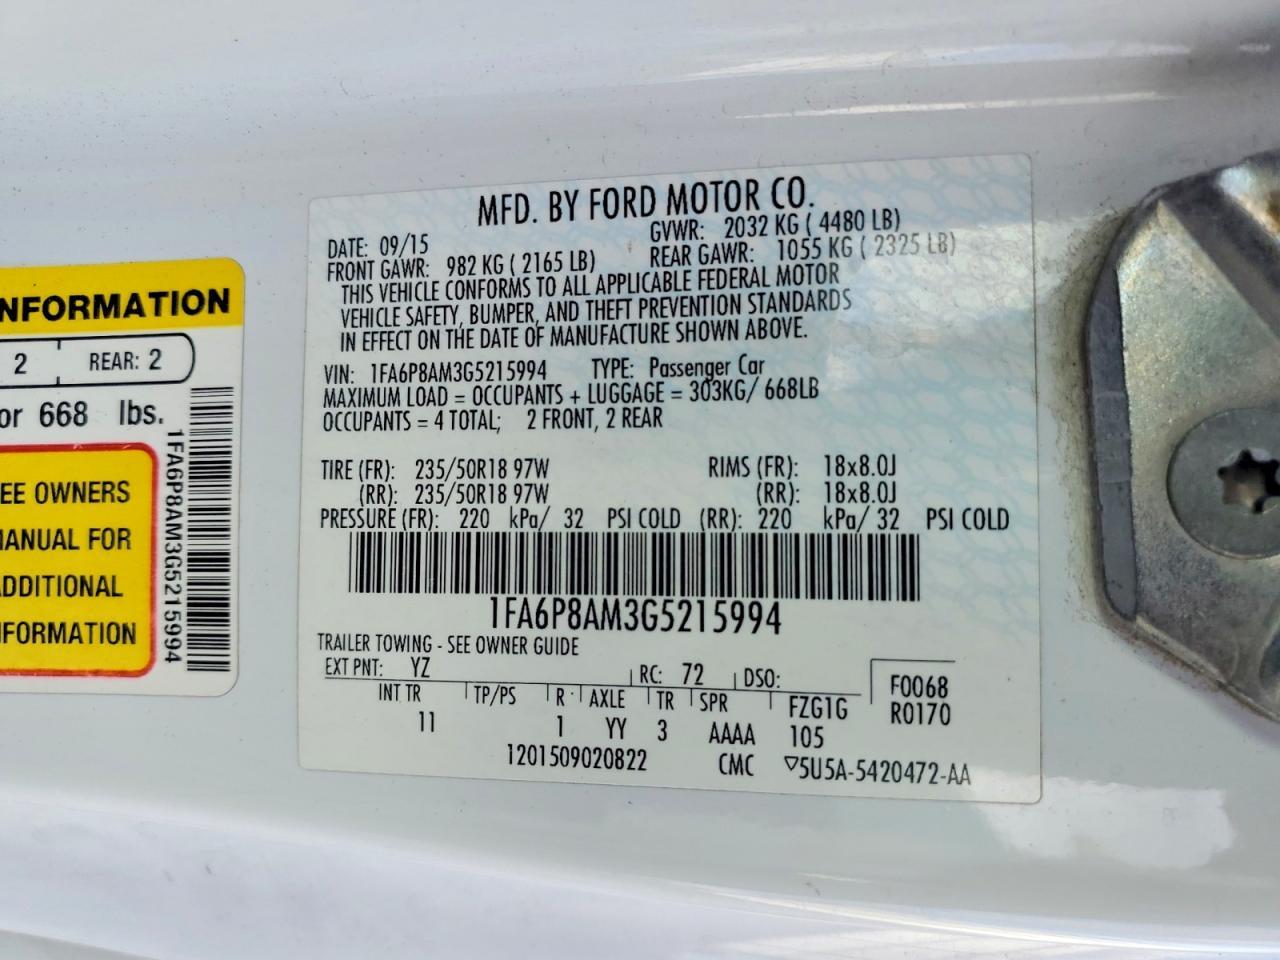 NFORMATION
2 REAR: 2
or 668 lbs.
EE OWNERS
ANUAL FOR
DDITIONAL
FORMATION
1FA6P8AM3G5215994
MFD. BY FORD MOTOR CO.
DATE: 09/15 GVWR: 2032 KG ( 4480 LB)
FRONT GAWR: 982 KG ( 2165 LB) REAR GAWR: 1055 KG ( 2325 LB)
THIS VEHICLE CONFORMS TO ALL APPLICABLE FEDERAL MOTOR
VEHICLE SAFETY, BUMPER, AND THEFT PREVENTION STANDARDS
IN EFFECT ON THE DATE OF MANUFACTURE SHOWN ABOVE.
VIN: 1FA6P8AM3G5215994 TYPE: Passenger Car
MAXIMUM LOAD = OCCUPANTS + LUGGAGE = 303KG/ 668LB
OCCUPANTS = 4 TOTAL; 2 FRONT, 2 REAR
TIRE (FR): 235/50R18 97W RIMS (FR): 18x8.0J
(RR): 235/50R18 97W (RR): 18x8.0J
PRESSURE (FR): 220 kPa/ 32 PSI COLD (RR): 220 kPa/ 32 PSI COLD
1FA6P8AM3G5215994
TRAILER TOWING - SEE OWNER GUIDE
EXT PNT: YZ RC: 72 DSO: F0068
INT TR TP/PS R AXLE TR SPR FZG1G R0170
11 1 YY 3 AAAA 105
1201509020822 CMC ▽5U5A-5420472-AA